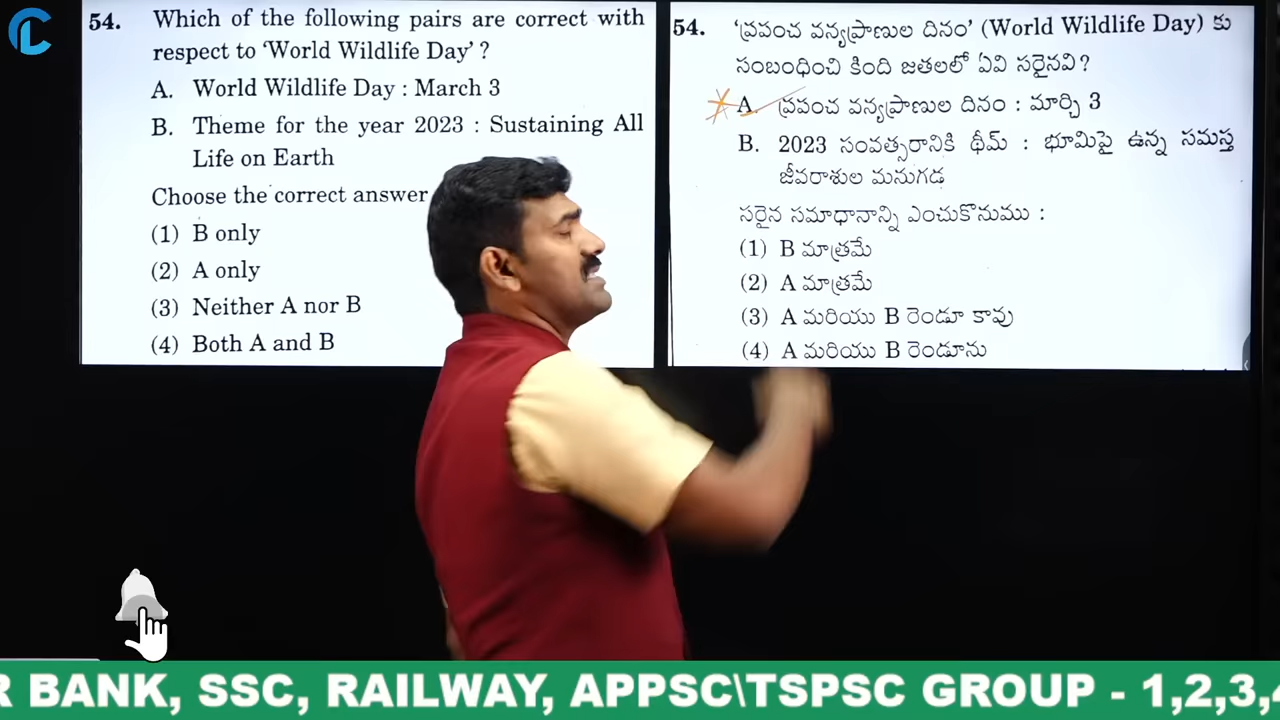 54. Which of the following pairs are correct with
respect to ‘World Wildlife Day’ ?
A. World Wildlife Day : March 3
B. Theme for the year 2023 : Sustaining All
Life on Earth
Choose the correct answer
(1) B only
(2) A only
(3) Neither A nor B
(4) Both A and B
54. ‘ప్రపంచ వన్యప్రాణుల దినం’ (World Wildlife Day) కు
సంబంధించి కింది జతలలో ఏవి సరైనవి?
A. ప్రపంచ వన్యప్రాణుల దినం : మార్చి 3
B. 2023 సంవత్సరానికి థీమ్ : భూమిపై ఉన్న సమస్త
జీవరాశుల మనుగడ
సరైన సమాధానాన్ని ఎంచుకొనుము :
(1) B మాత్రమే
(2) A మాత్రమే
(3) A మరియు B రెండూ కావు
(4) A మరియు B రెండూను
R BANK, SSC, RAILWAY, APPSC\TSPSC GROUP - 1,2,3,4